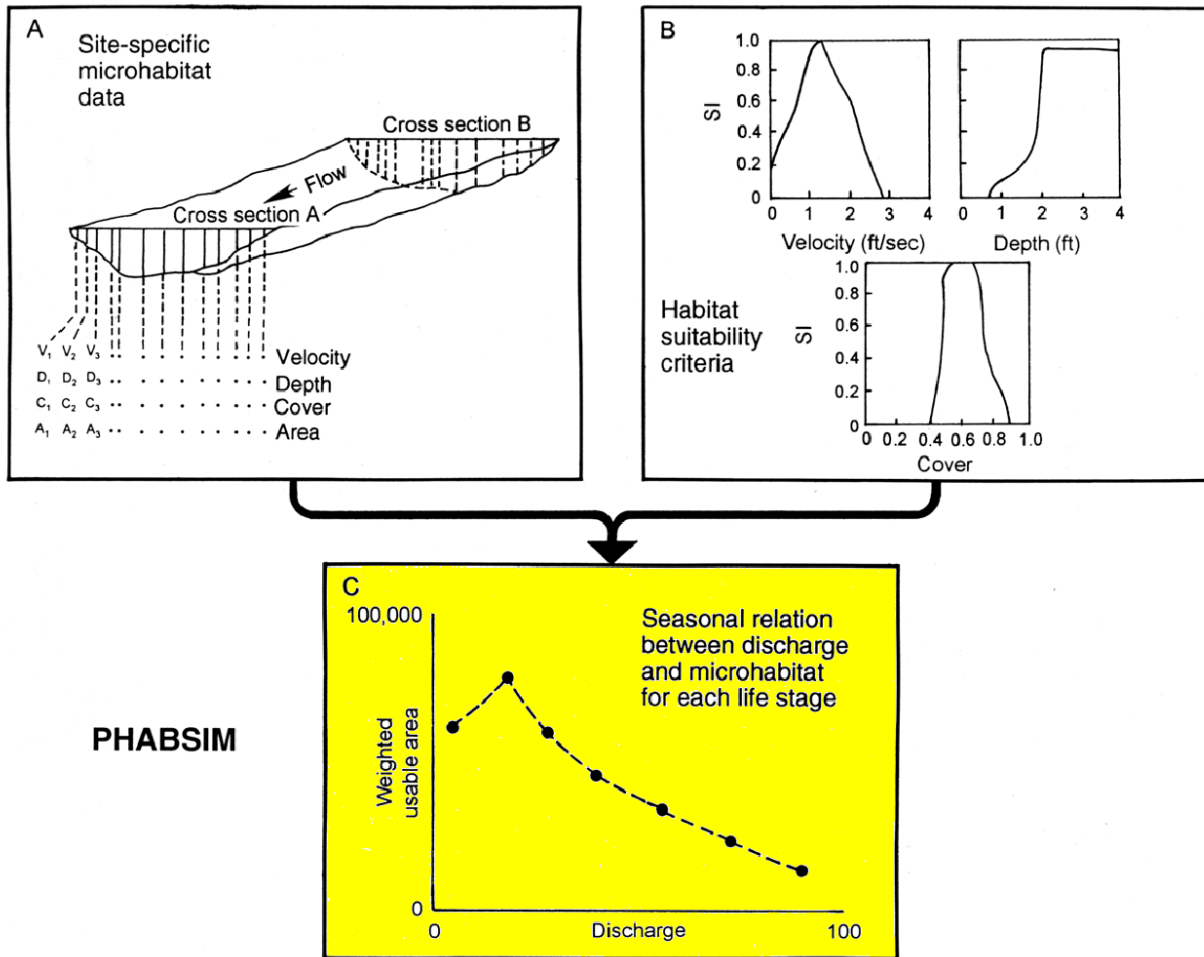 A
Site-specific
microhabitat
data
Cross section B
Flow
Cross section A
V1 V2 V3 Velocity
D1 D2 D3 Depth
C1 C2 C3 Cover
A1 A2 A3 Area
B
SI
1.0
0.8
0.6
0.4
0.2
0
0 1 2 3 4
Velocity (ft/sec)
0 1 2 3 4
Depth (ft)
Habitat
suitability
criteria
SI
1.0
0.8
0.6
0.4
0.2
0
0 0.2 0.4 0.6 0.8 1.0
Cover
PHABSIM
C
100,000
Weighted
usable area
0
0 Discharge 100
Seasonal relation
between discharge
and microhabitat
for each life stage